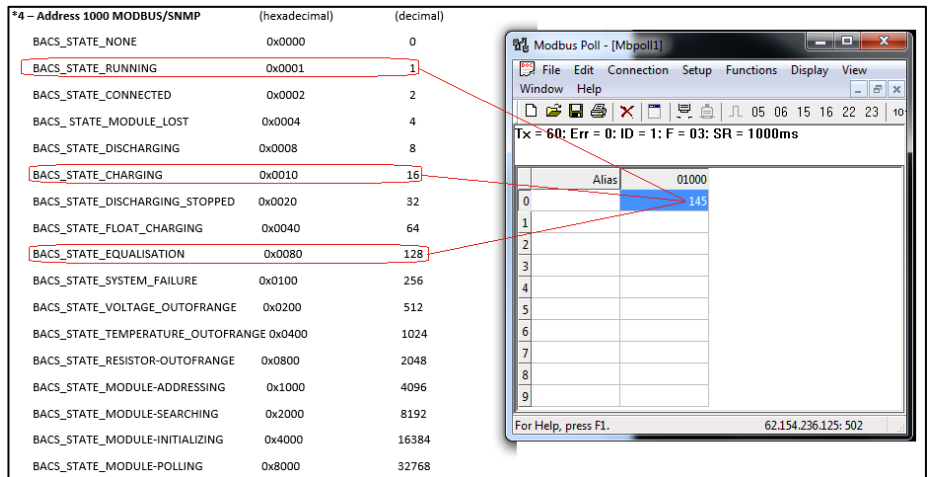 *4 – Address 1000 MODBUS/SNMP (hexadecimal) (decimal)
BACS_STATE_NONE 0x0000 0
BACS_STATE_RUNNING 0x0001 1
BACS_STATE_CONNECTED 0x0002 2
BACS_ STATE_MODULE_LOST 0x0004 4
BACS_STATE_DISCHARGING 0x0008 8
BACS_STATE_CHARGING 0x0010 16
BACS_STATE_DISCHARGING_STOPPED 0x0020 32
BACS_STATE_FLOAT_CHARGING 0x0040 64
BACS_STATE_EQUALISATION 0x0080 128
BACS_STATE_SYSTEM_FAILURE 0x0100 256
BACS_STATE_VOLTAGE_OUTOFRANGE 0x0200 512
BACS_STATE_TEMPERATURE_OUTOFRANGE 0x0400 1024
BACS_STATE_RESISTOR-OUTOFRANGE 0x0800 2048
BACS_STATE_MODULE-ADDRESSING 0x1000 4096
BACS_STATE_MODULE-SEARCHING 0x2000 8192
BACS_STATE_MODULE-INITIALIZING 0x4000 16384
BACS_STATE_MODULE-POLLING 0x8000 32768
Modbus Poll - [Mbpoll1]
File Edit Connection Setup Functions Display View
Window Help
05 06 15 16 22 23 10
Tx = 60: Err = 0: ID = 1: F = 03: SR = 1000ms
Alias 01000
0 145
1
2
3
4
5
6
7
8
9
For Help, press F1. 62.154.236.125: 502